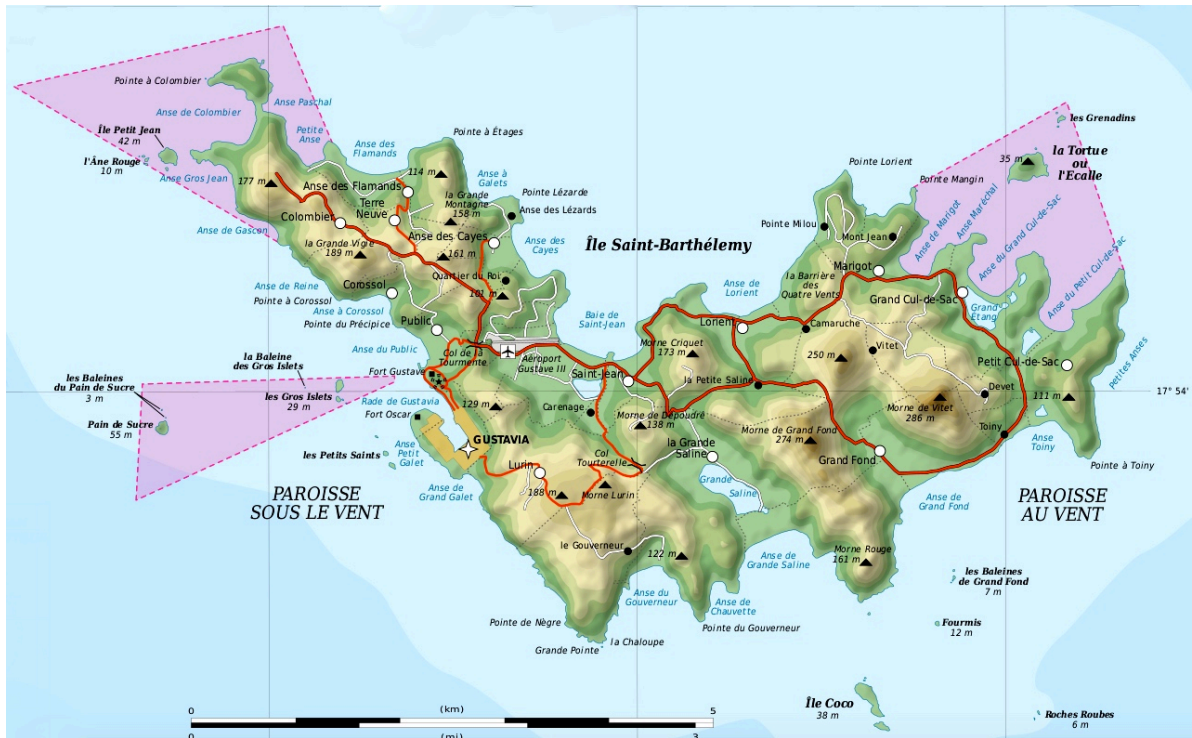 Pointe à Colombier
Anse Paschal
Anse de Colombier
Île Petit Jean
42 m
Petite
Anse
l'Âne Rouge
10 m
Anse Gros Jean
177 m
Anse des
Flamands
Pointe à Étages
114 m
Anse des Flamands
Terre
Neuve
la Grande
Montagne
158 m
Anse à
Galets
Pointe Lézarde
Anse des Lézards
Colombier
Anse de Gascon
la Grande Vigie
189 m
Anse des Cayes
161 m
Anse des
Cayes
Quartier du Roi
181 m
Anse de Reine
Corossol
Pointe à Corossol
Anse à Corossol
Pointe du Précipice
Public
Anse du Public
Col de la
Tourmente
Aéroport
Gustave III
Baie de
Saint-Jean
Île Saint-Barthélemy
Pointe Lorient
Pointe Mangin
Pointe Milou
Mont Jean
les Grenadins
35 m
la Tortue
ou
l'Ecalle
Anse de Marigot
Anse Maréchal
Anse du Grand Cul-de-Sac
Anse du Petit Cul-de-Sac
Marigot
la Barrière
des
Quatre Vents
Grand Cul-de-Sac
Grand
Étang
Anse de
Lorient
Lorient
Camaruche
Vitet
250 m
Petit Cul-de-Sac
Petites Anses
Morne Criquet
173 m
Saint-Jean
la Petite Saline
Devet
111 m
17° 54'
Morne de Vitet
286 m
Toiny
Anse
Toiny
Pointe à Toiny
Fort Gustave
la Baleine
des Gros Islets
les Baleines
du Pain de Sucre
3 m
les Gros Islets
29 m
Rade de Gustavia
Fort Oscar
Pain de Sucre
55 m
129 m
Carenage
Morne de Dépoudré
138 m
Morne de Grand Fond
274 m
GUSTAVIA
les Petits Saints
Anse
Petit
Galet
Anse de
Grand Galet
Lurin
Col
Tourterelle
la Grande
Saline
Grand Fond
188 m
Morne Lurin
Grande
Saline
Anse de
Grand Fond
PAROISSE
SOUS LE VENT
PAROISSE
AU VENT
le Gouverneur
122 m
Anse de
Grande Saline
Morne Rouge
161 m
les Baleines
de Grand Fond
7 m
Anse du
Gouverneur
Anse de
Chauvette
Pointe de Nègre
la Chaloupe
Grande Pointe
Pointe du Gouverneur
Fourmis
12 m
Île Coco
38 m
Roches Roubes
6 m
0
(km)
5
0
(mi)
3